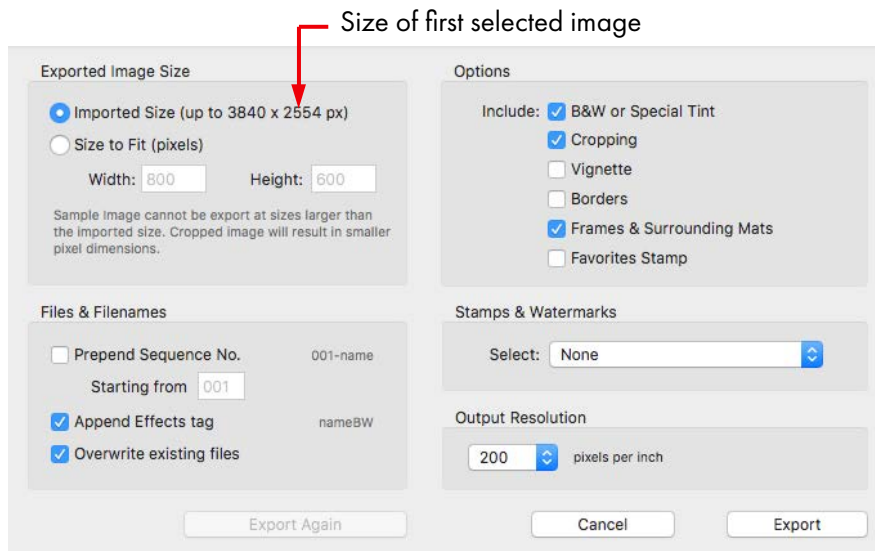 Size of first selected image
Exported Image Size
Imported Size (up to 3840 x 2554 px)
Size to Fit (pixels)
Width: 800 Height: 600
Sample Image cannot be export at sizes larger than
the imported size. Cropped image will result in smaller
pixel dimensions.
Options
Include: B&W or Special Tint
Cropping
Vignette
Borders
Frames & Surrounding Mats
Favorites Stamp
Files & Filenames
Prepend Sequence No. 001-name
Starting from 001
Append Effects tag nameBW
Overwrite existing files
Stamps & Watermarks
Select: None
Output Resolution
200 pixels per inch
Export Again
Cancel
Export